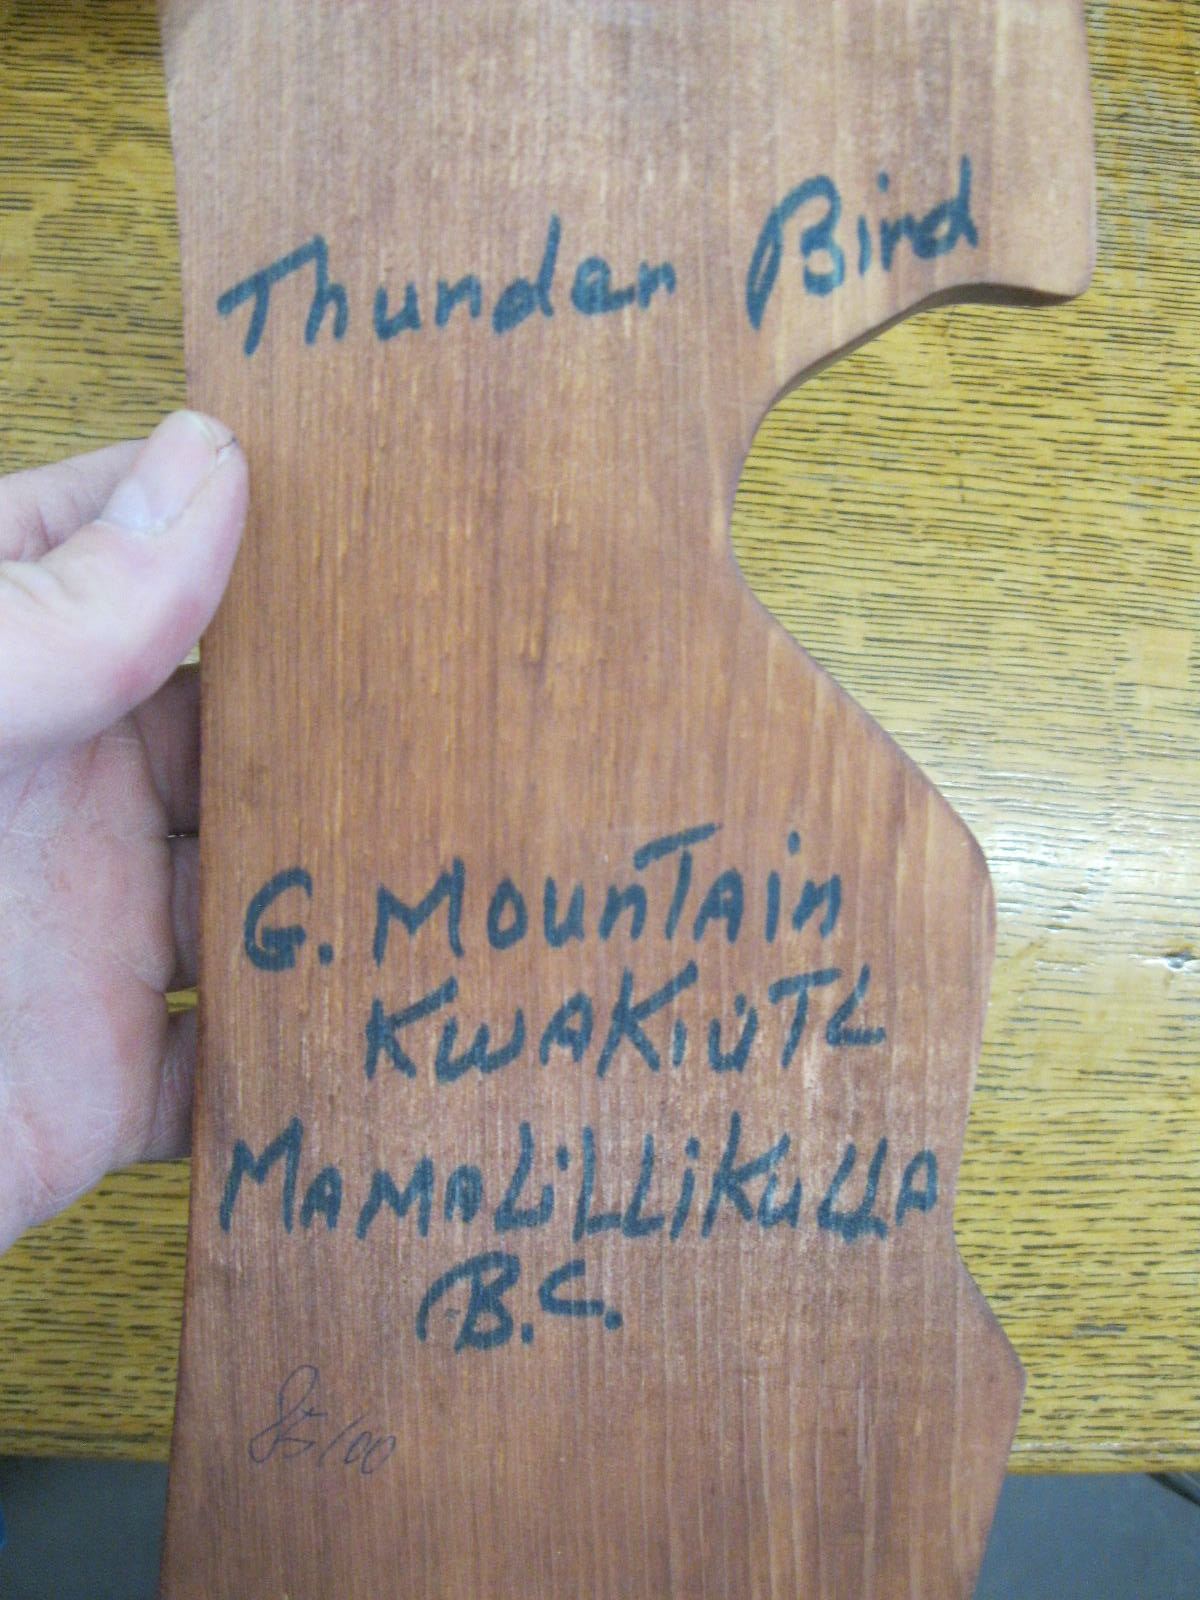 Thunder Bird
G. MounTAin
KwAKiuTL
MAMALiLLiKuLLA
B.C.